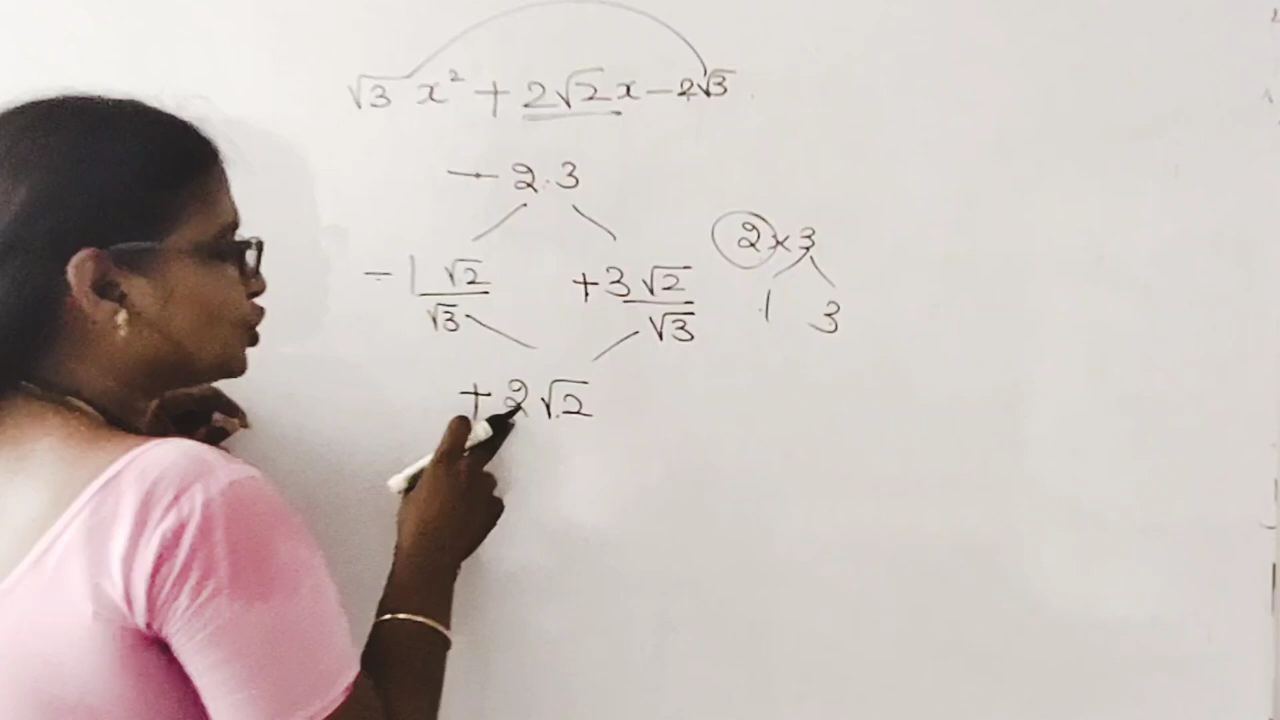 √3 x² + 2√2 x − 2√3
− 2.3
2×3
−1 √2/√3 +3 √2/√3
1 3
+2√2